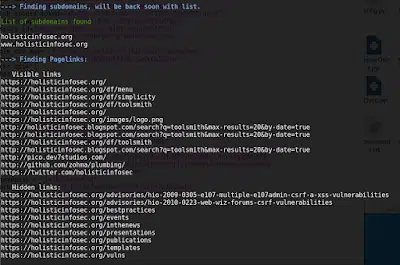 ---> Finding subdomains, will be back soon with list.
List of subdomains found
holisticinfosec.org
www.holisticinfosec.org
---> Finding Pagelinks:
Visible links
https://holisticinfosec.org/
https://holisticinfosec.org/df/menu
https://holisticinfosec.org/df/simplicity
https://holisticinfosec.org/df/toolsmith
https://holisticinfosec.org/
https://holisticinfosec.org/images/logo.png
https://holisticinfosec.blogspot.com/search?q=toolsmith&max-results=20&by-date=true
https://holisticinfosec.blogspot.com/search?q=toolsmith&max-results=20&by-date=true
https://holisticinfosec.org/df/toolsmith
https://holisticinfosec.blogspot.com/search?q=toolsmith&max-results=20&by-date=true
http://pico.dev7studios.com/
http://github.com/zohma/plumbing/
https://twitter.com/holisticinfosec
Hidden links:
https://holisticinfosec.org/advisories/hio-2009-0305-e107-multiple-e107admin-csrf-a-xss-vulnerabilities
https://holisticinfosec.org/advisories/hio-2010-0223-web-wiz-forums-csrf-vulnerabilities
https://holisticinfosec.org/bestpractices
https://holisticinfosec.org/events
https://holisticinfosec.org/inthenews
https://holisticinfosec.org/presentations
https://holisticinfosec.org/publications
https://holisticinfosec.org/templates
https://holisticinfosec.org/vulns